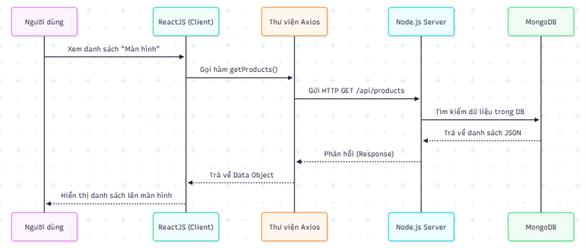 Người dùng
ReactJS (Client)
Thư viện Axios
Node.js Server
MongoDB
Xem danh sách "Màn hình"
Gọi hàm getProducts()
Gửi HTTP GET /api/products
Tìm kiếm dữ liệu trong DB
Trả về danh sách JSON
Phản hồi (Response)
Trả về Data Object
Hiển thị danh sách lên màn hình
Người dùng
ReactJS (Client)
Thư viện Axios
Node.js Server
MongoDB